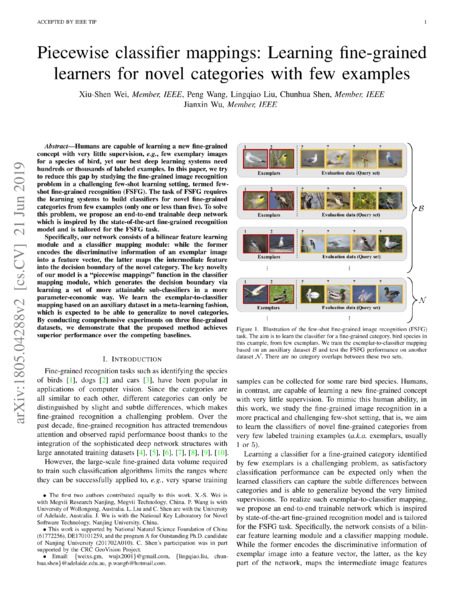 ACCEPTED BY IEEE TIP
1
Piecewise classifier mappings: Learning fine-grained
learners for novel categories with few examples
Xiu-Shen Wei, Member, IEEE, Peng Wang, Lingqiao Liu, Chunhua Shen, Member, IEEE
Jianxin Wu, Member, IEEE
arXiv:1805.04288v2 [cs.CV] 21 Jun 2019
Abstract—Humans are capable of learning a new fine-grained
concept with very little supervision, e.g., few exemplary images
for a species of bird, yet our best deep learning systems need
hundreds or thousands of labeled examples. In this paper, we try
to reduce this gap by studying the fine-grained image recognition
problem in a challenging few-shot learning setting, termed few-
shot fine-grained recognition (FSFG). The task of FSFG requires
the learning systems to build classifiers for novel fine-grained
categories from few examples (only one or less than five). To solve
this problem, we propose an end-to-end trainable deep network
which is inspired by the state-of-the-art fine-grained recognition
model and is tailored for the FSFG task.
Specifically, our network consists of a bilinear feature learning
module and a classifier mapping module: while the former
encodes the discriminative information of an exemplar image
into a feature vector, the latter maps the intermediate feature
into the decision boundary of the novel category. The key novelty
of our model is a "piecewise mappings" function in the classifier
mapping module, which generates the decision boundary via
learning a set of more attainable sub-classifiers in a more
parameter-economic way. We learn the exemplar-to-classifier
mapping based on an auxiliary dataset in a meta-learning fashion,
which is expected to be able to generalize to novel categories.
By conducting comprehensive experiments on three fine-grained
datasets, we demonstrate that the proposed method achieves
superior performance over the competing baselines.
I. INTRODUCTION
Fine-grained recognition tasks such as identifying the species
of birds [1], dogs [2] and cars [3], have been popular in
applications of computer vision. Since the categories are
all similar to each other, different categories can only be
distinguished by slight and subtle differences, which makes
fine-grained recognition a challenging problem. Over the
past decade, fine-grained recognition has attracted tremendous
attention and observed rapid performance boost thanks to the
integration of the sophisticated deep network structures with
large annotated training datasets [4], [5], [6], [7], [8], [9], [10].
However, the large-scale fine-grained data volume required
to train such classification algorithms limits the ranges where
they can be successfully applied to, e.g., very sparse training
• The first two authors contributed equally to this work. X.-S. Wei is
with Megvii Research Nanjing, Megvii Technology, China. P. Wang is with
University of Wollongong, Australia. L. Liu and C. Shen are with the University
of Adelaide, Australia. J. Wu is with the National Key Laboratory for Novel
Software Technology, Nanjing University, China.
• This work is supported by National Natural Science Foundation of China
(61772256), DE170101259, and the program A for Outstanding Ph.D. candidate
of Nanjing University (201702A010). C. Shen's participation was in part
supported by the CRC GeoVision Project.
1 2 ? ? ? ?
Exemplars Evaluation data (Query set)
1 2 ? ? ? ?
Exemplars Evaluation data (Query set)
B
1 2 ? ? ? ?
Exemplars Evaluation data (Query set)
N
Figure 1. Illustration of the few-shot fine-grained image recognition (FSFG)
task. The aim is to learn the classifier for a fine-grained category, bird species in
this example, from few exemplars. We train the exemplar-to-classifier mapping
based on an auxiliary dataset B and test the FSFG performance on another
dataset N. There are no category overlaps between these two sets.
samples can be collected for some rare bird species. Humans,
in contrast, are capable of learning a new fine-grained concept
with very little supervision. To mimic this human ability, in
this work, we study the fine-grained image recognition in a
more practical and challenging few-shot setting, that is, we aim
to learn the classifiers of novel fine-grained categories from
very few labeled training examples (a.k.a. exemplars, usually
1 or 5).
Learning a classifier for a fine-grained category identified
by few examples is a challenging problem, as satisfactory
classification performance can be expected only when the
learned classifiers can capture the subtle differences between
categories and is able to generalize beyond the very limited
supervisions. To realize such exemplar-to-classifier mapping,
we propose an end-to-end trainable network which is inspired
by state-of-the-art fine-grained recognition model and is tailored
for the FSFG task. Specifically, the network consists of a bilin-
ear feature learning module and a classifier mapping module.
While the former encodes the discriminative information of
exemplar image into feature vector, the latter, as the key
part of the network, maps the intermediate image features